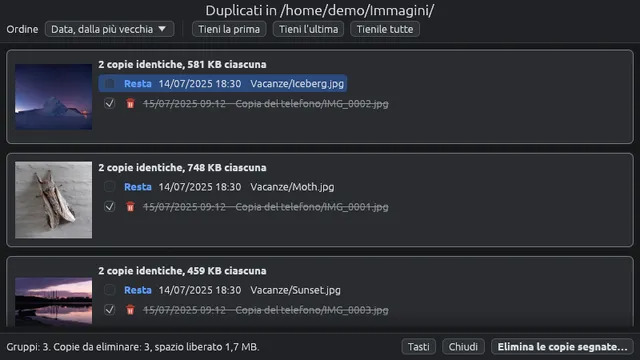 Duplicati in /home/demo/Immagini/
Ordine Data, dalla più vecchia Tieni la prima Tieni l'ultima Tienile tutte
2 copie identiche, 581 KB ciascuna
Resta 14/07/2025 18:30 Vacanze/Iceberg.jpg
15/07/2025 09:12 Copia del telefono/IMG_0002.jpg
2 copie identiche, 748 KB ciascuna
Resta 14/07/2025 18:30 Vacanze/Moth.jpg
15/07/2025 09:12 Copia del telefono/IMG_0001.jpg
2 copie identiche, 459 KB ciascuna
Resta 14/07/2025 18:30 Vacanze/Sunset.jpg
15/07/2025 09:12 Copia del telefono/IMG_0003.jpg
Gruppi: 3. Copie da eliminare: 3, spazio liberato 1,7 MB. Tasti Chiudi Elimina le copie segnate...